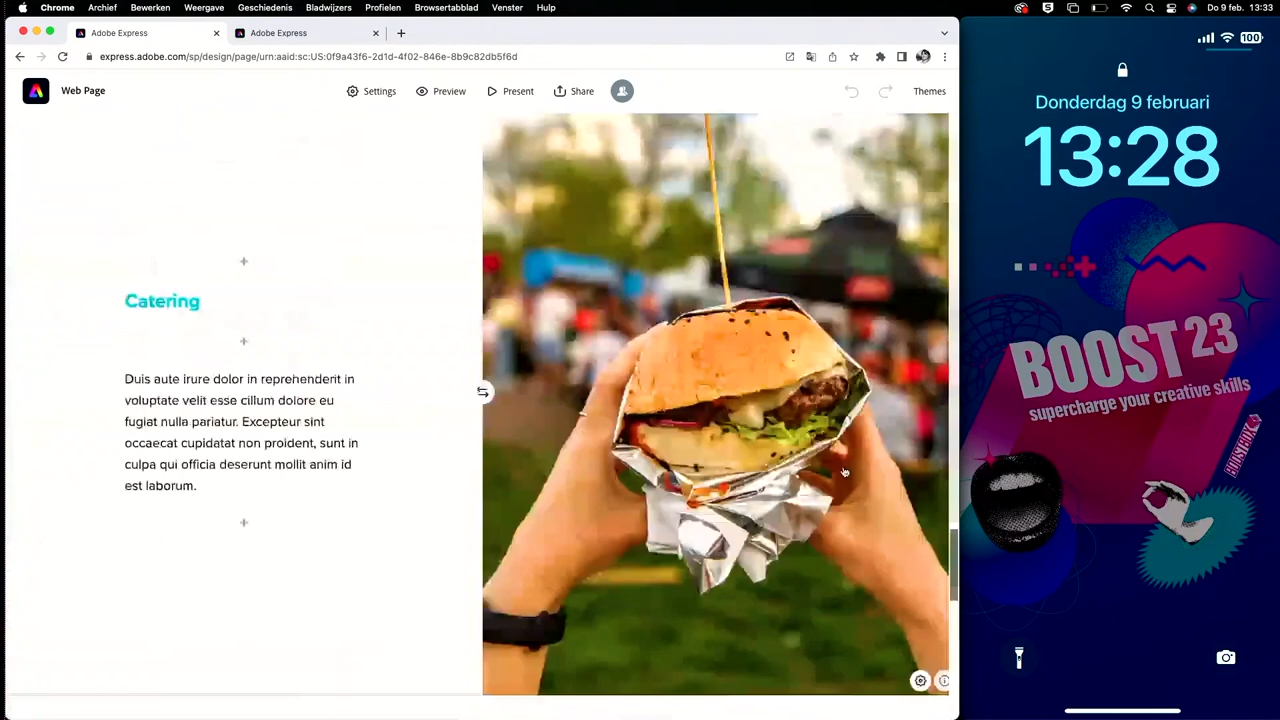 Chrome Archief Bewerken Weergave Geschiedenis Bladwijzers Profielen Browsertabblad Venster Help
Do 9 feb. 13:33
Adobe Express
Adobe Express
express.adobe.com/sp/design/page/urn:aaid:sc:US:0f9a43f6-2d1d-4f02-846e-8b9c82db5f6d
Web Page
Settings
Preview
Present
Share
Themes
Catering
Duis aute irure dolor in reprehenderit in
voluptate velit esse cillum dolore eu
fugiat nulla pariatur. Excepteur sint
occaecat cupidatat non proident, sunt in
culpa qui officia deserunt mollit anim id
est laborum.
100
Donderdag 9 februari
13:28
BOOST 23
supercharge your creative skills
BOOSTBOX